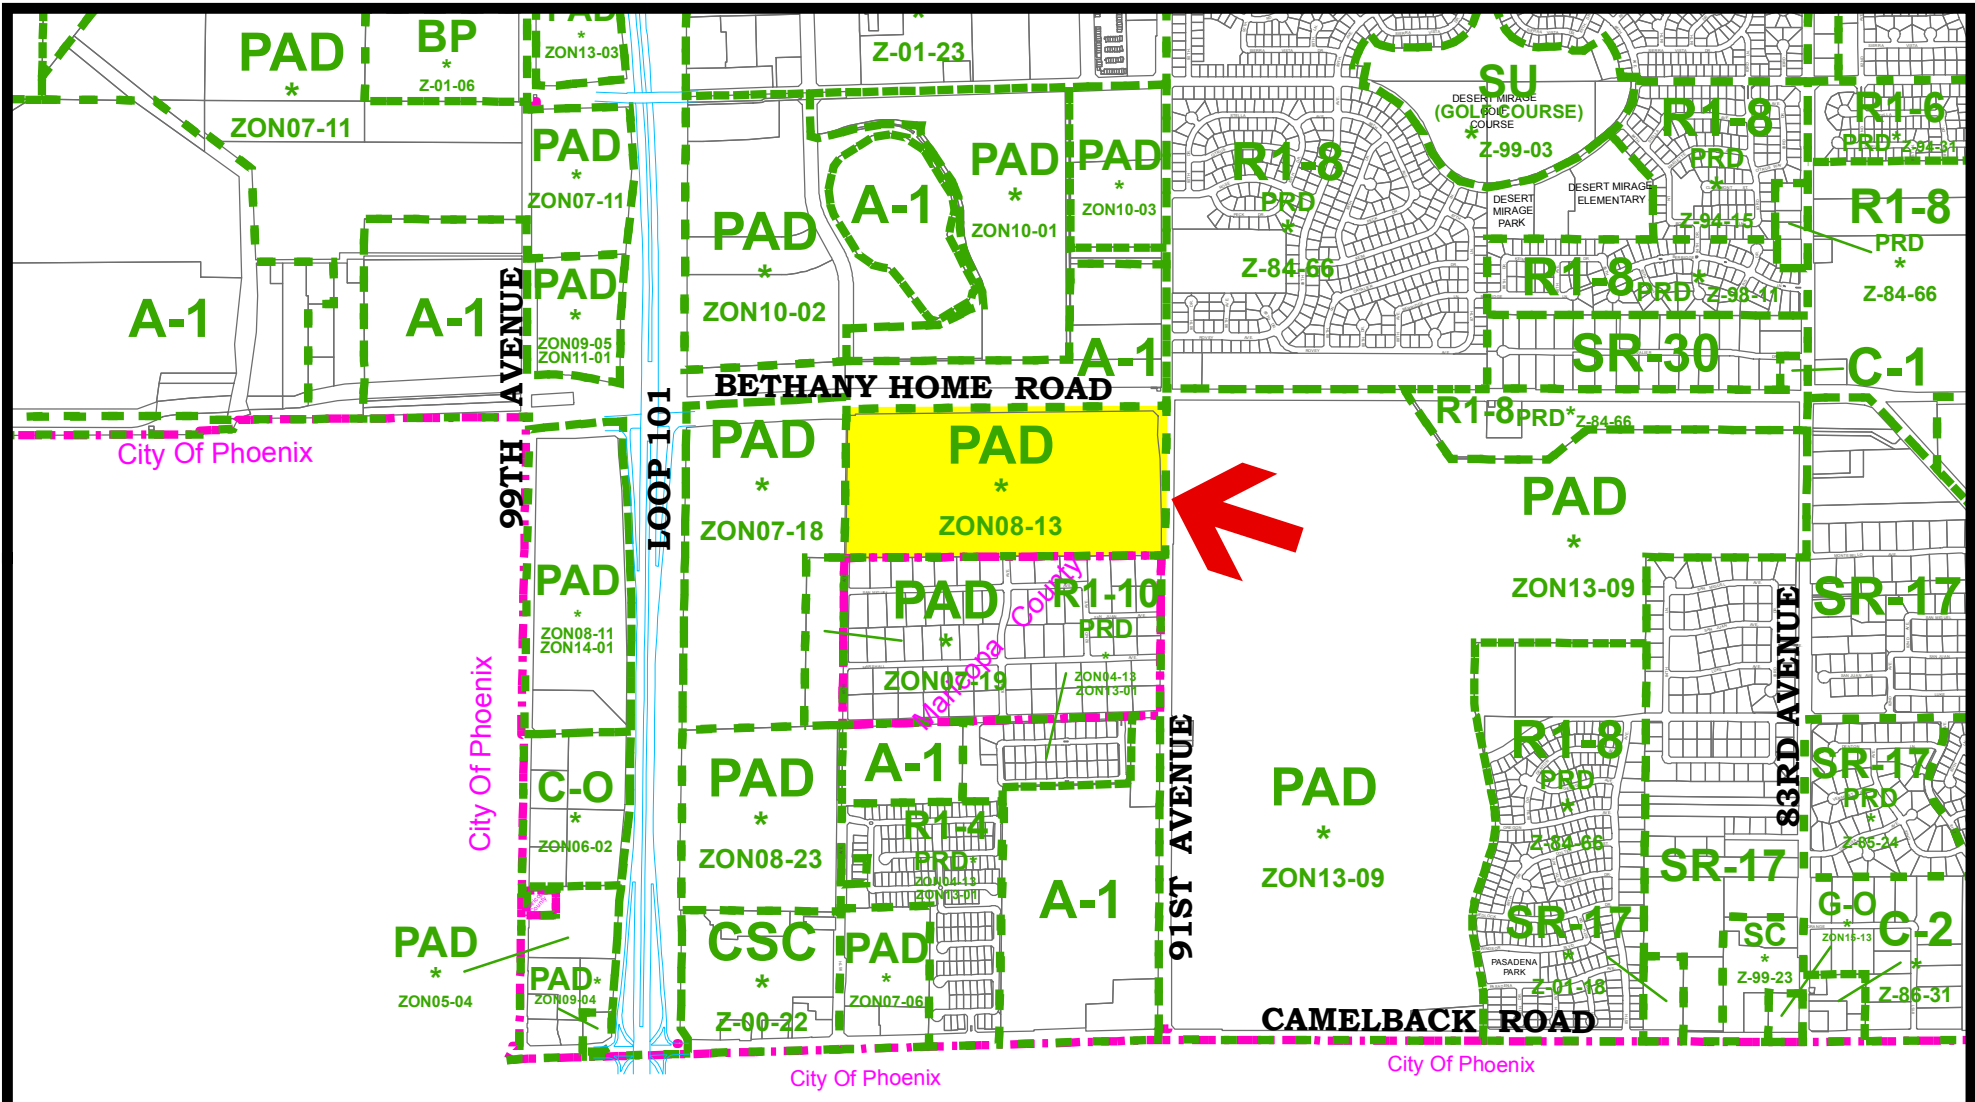 PAD
*
ZON07-11
BP
*
Z-01-06
PAD
*
ZON13-03
*
Z-01-23
SU
(GOLF COURSE)
DESERT MIRAGE
GOLF
COURSE
*
Z-99-03
R1-8
PRD
*
Z-94-15
R1-6
PRD*
Z-94-31
PAD
*
ZON07-11
PAD
*
ZON10-02
A-1
PAD
*
ZON10-01
PAD
*
ZON10-03
R1-8
PRD
*
Z-84-66
DESERT
MIRAGE
PARK
DESERT MIRAGE
ELEMENTARY
R1-8
PRD
*
Z-84-66
A-1
A-1
PAD
*
ZON09-05
ZON11-01
R1-8
PRD*
Z-98-11
SR-30
A-1
C-1
99TH AVENUE
LOOP 101
BETHANY HOME ROAD
City Of Phoenix
PAD
*
ZON07-18
PAD
*
ZON08-13
R1-8
PRD*
Z-84-66
PAD
*
ZON13-09
PAD
*
ZON08-11
ZON14-01
PAD
*
ZON07-19
Maricopa County
R1-10
PRD
*
ZON04-13
ZON13-01
SR-17
City Of Phoenix
91ST AVENUE
83RD AVENUE
C-O
*
ZON06-02
PAD
*
ZON08-23
A-1
R1-4
PRD*
ZON04-13
ZON13-01
A-1
PAD
*
ZON13-09
R1-8
PRD
*
Z-84-66
SR-17
PRD
*
Z-85-24
SR-17
PAD
*
ZON05-04
PAD*
ZON09-04
CSC
*
Z-00-22
PAD
*
ZON07-06
SR-17
*
Z-01-18
PASADENA
PARK
SC
*
Z-99-23
G-O
*
ZON15-13
C-2
*
Z-86-31
CAMELBACK ROAD
City Of Phoenix
City Of Phoenix